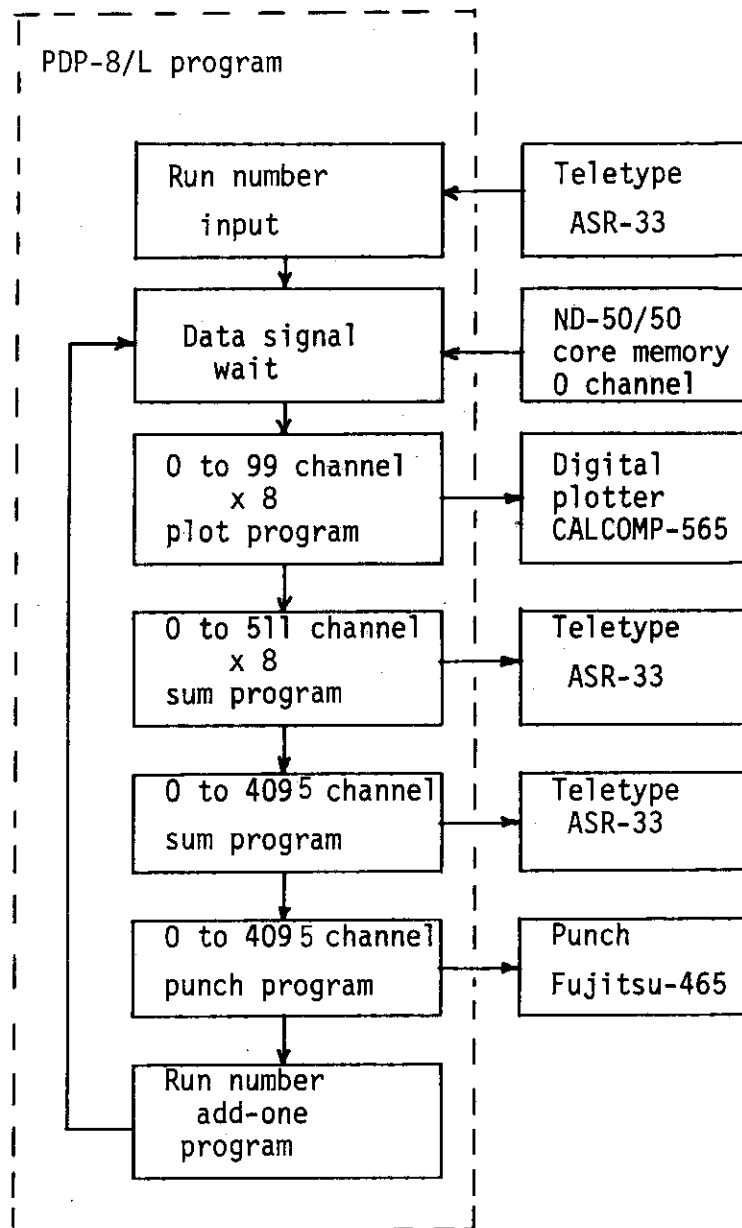 PDP-8/L program
Run number
input
Teletype
ASR-33
Data signal
wait
ND-50/50
core memory
0 channel
0 to 99 channel
x 8
plot program
Digital
plotter
CALCOMP-565
0 to 511 channel
x 8
sum program
Teletype
ASR-33
0 to 4095 channel
sum program
Teletype
ASR-33
0 to 4095 channel
punch program
Punch
Fujitsu-465
Run number
add-one
program